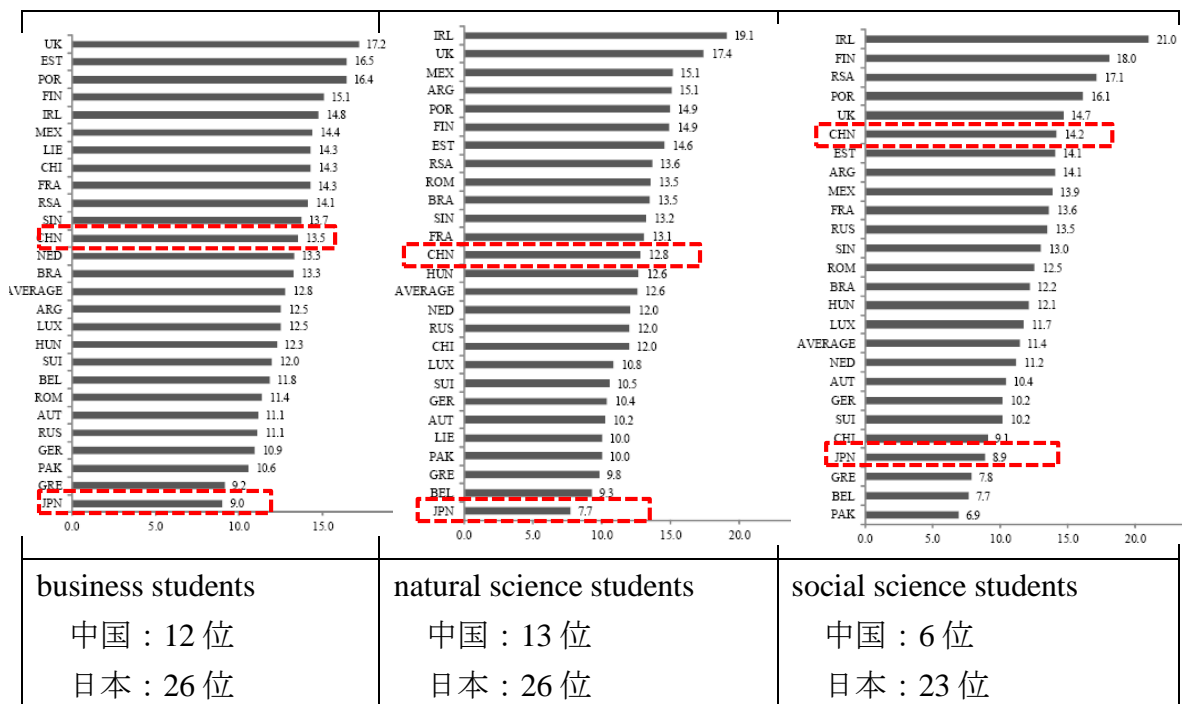 UK 17.2
EST 16.5
POR 16.4
FIN 15.1
IRL 14.8
MEX 14.4
LIE 14.3
CHI 14.3
FRA 14.3
RSA 14.1
SIN 13.7
CHN 13.5
NED 13.3
BRA 13.3
AVERAGE 12.8
ARG 12.5
LUX 12.5
HUN 12.3
SUI 12.0
BEL 11.8
ROM 11.4
AUT 11.1
RUS 11.1
GER 10.9
PAK 10.6
GRE 9.2
JPN 9.0
0.0 5.0 10.0 15.0
IRL 19.1
UK 17.4
MEX 15.1
ARG 15.1
POR 14.9
FIN 14.9
EST 14.6
RSA 13.6
ROM 13.5
BRA 13.5
SIN 13.2
FRA 13.1
CHN 12.8
HUN 12.6
AVERAGE 12.6
NED 12.0
RUS 12.0
CHI 12.0
LUX 10.8
SUI 10.5
GER 10.4
AUT 10.2
LIE 10.0
PAK 10.0
GRE 9.8
BEL 9.3
JPN 7.7
0.0 5.0 10.0 15.0 20.0
IRL 21.0
FIN 18.0
RSA 17.1
POR 16.1
UK 14.7
CHN 14.2
EST 14.1
ARG 14.1
MEX 13.9
FRA 13.6
RUS 13.5
SIN 13.0
ROM 12.5
BRA 12.2
HUN 12.1
LUX 11.7
AVERAGE 11.4
NED 11.2
AUT 10.4
GER 10.2
SUI 10.2
CHI 9.1
JPN 8.9
GRE 7.8
BEL 7.7
PAK 6.9
0.0 5.0 10.0 15.0 20.0
business students
中国：12 位
日本：26 位
natural science students
中国：13 位
日本：26 位
social science students
中国：6 位
日本：23 位